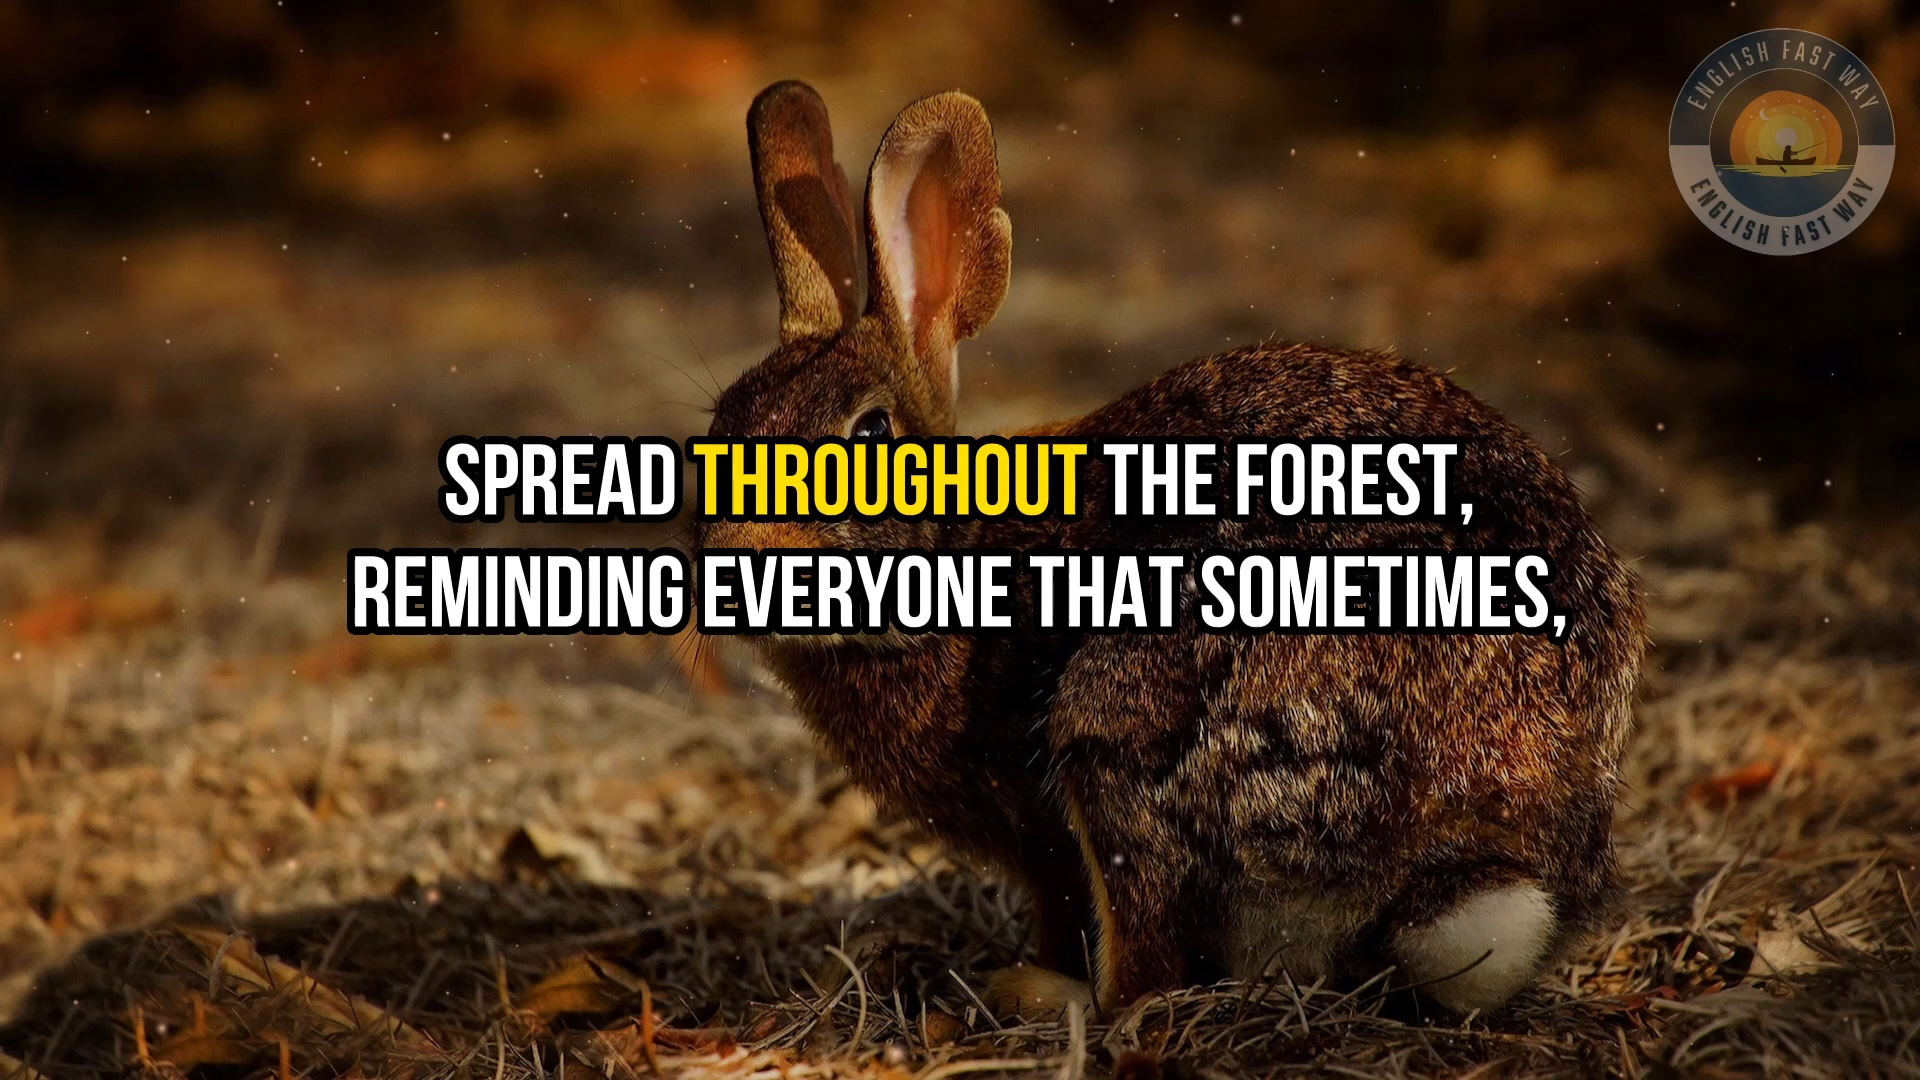 ENGLISH FAST WAY
ENGLISH FAST WAY
SPREAD THROUGHOUT THE FOREST,
REMINDING EVERYONE THAT SOMETIMES,